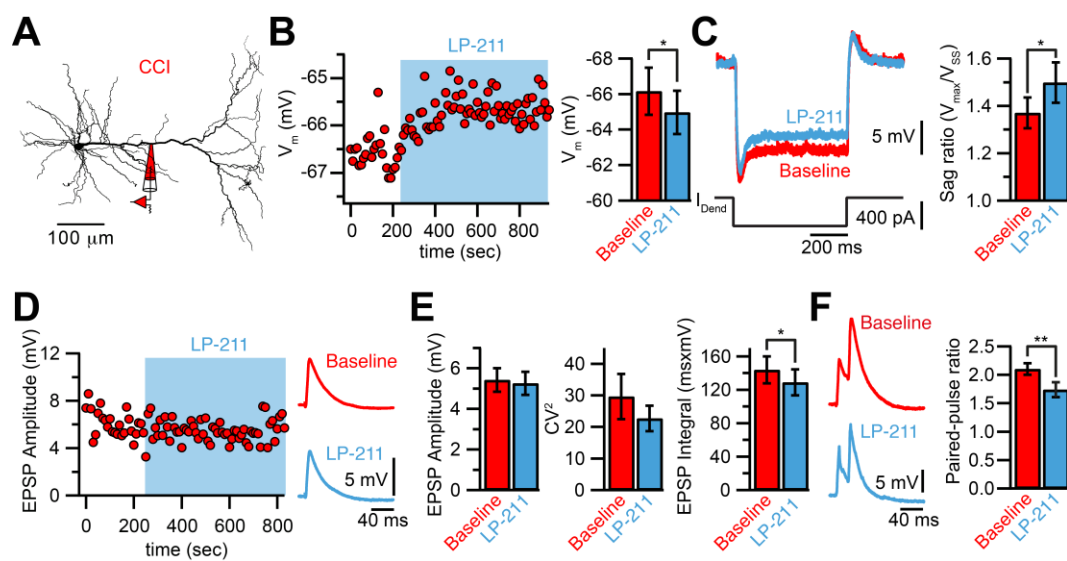 A
CCI
100 μm
B
LP-211
-65
-66
-67
Vm (mV)
0 200 400 600 800
time (sec)
*
-68
-66
-64
-62
-60
Vm (mV)
Baseline
LP-211
C
LP-211
Baseline
5 mV
IDend
400 pA
200 ms
*
1.6
1.4
1.2
1.0
Sag ratio (Vmax/VSS)
Baseline
LP-211
D
LP-211
12
9
6
3
0
EPSP Amplitude (mV)
0 200 400 600 800
time (sec)
Baseline
LP-211
5 mV
40 ms
E
6
4
2
0
EPSP Amplitude (mV)
Baseline
LP-211
40
30
20
10
0
CV2
Baseline
LP-211
*
160
120
80
40
0
EPSP Integral (msxmV)
Baseline
LP-211
F
Baseline
LP-211
5 mV
40 ms
**
2.5
2.0
1.5
1.0
0.5
0.0
Paired-pulse ratio
Baseline
LP-211